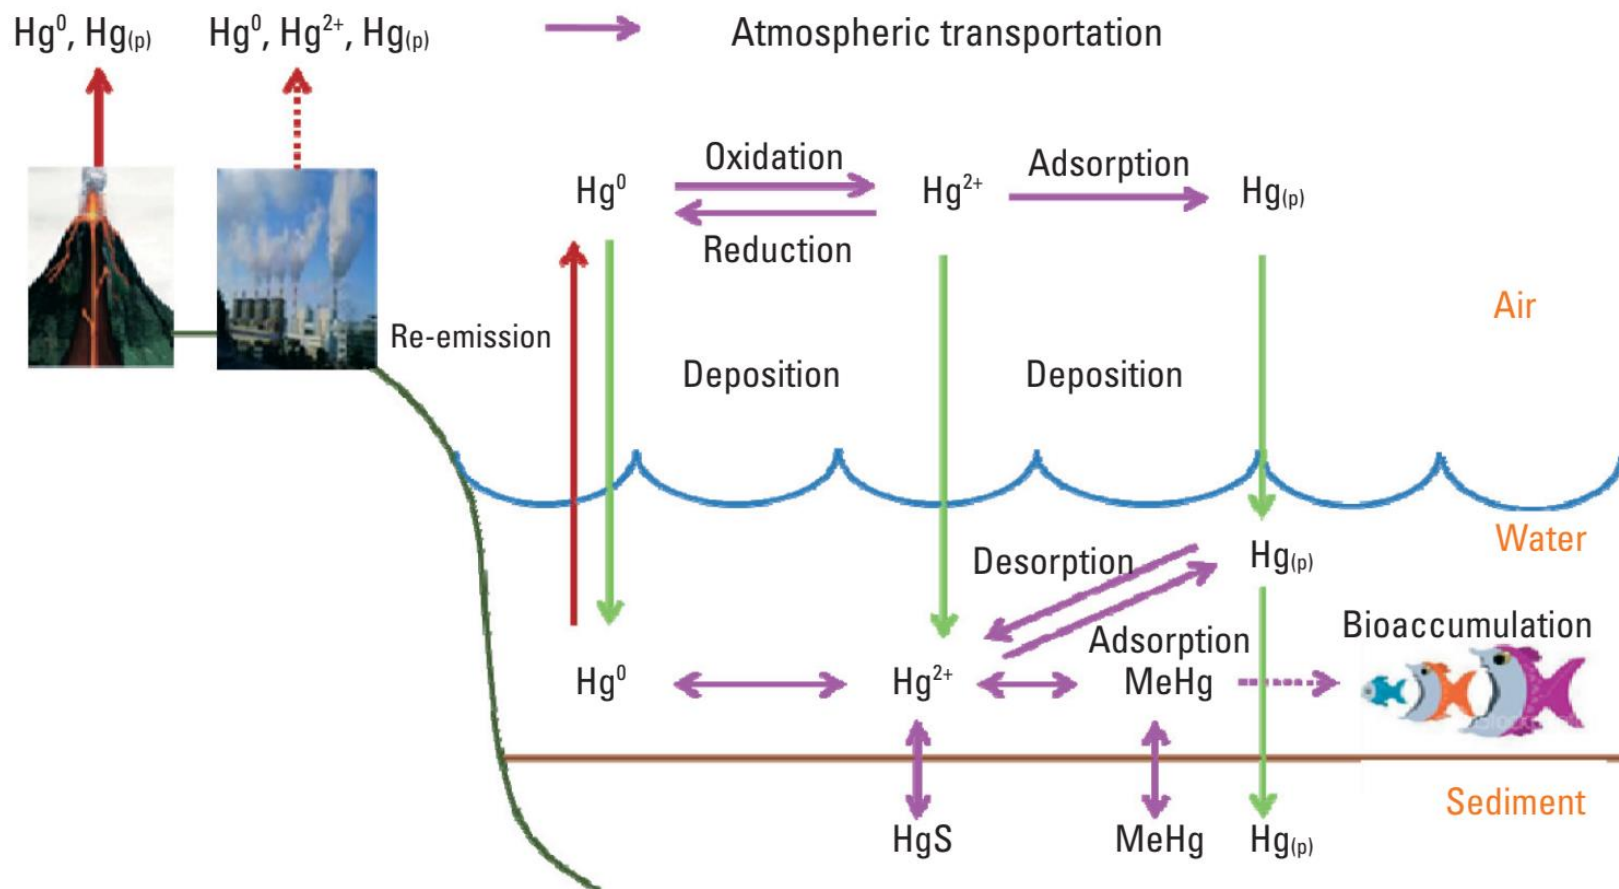 Hg⁰, Hg(p)
Hg⁰, Hg²⁺, Hg(p)
Atmospheric transportation
Oxidation
Adsorption
Hg⁰
Hg²⁺
Hg(p)
Reduction
Air
Re-emission
Deposition
Deposition
Water
Desorption
Hg(p)
Bioaccumulation
Adsorption
Hg⁰
Hg²⁺
MeHg
Sediment
HgS
MeHg
Hg(p)